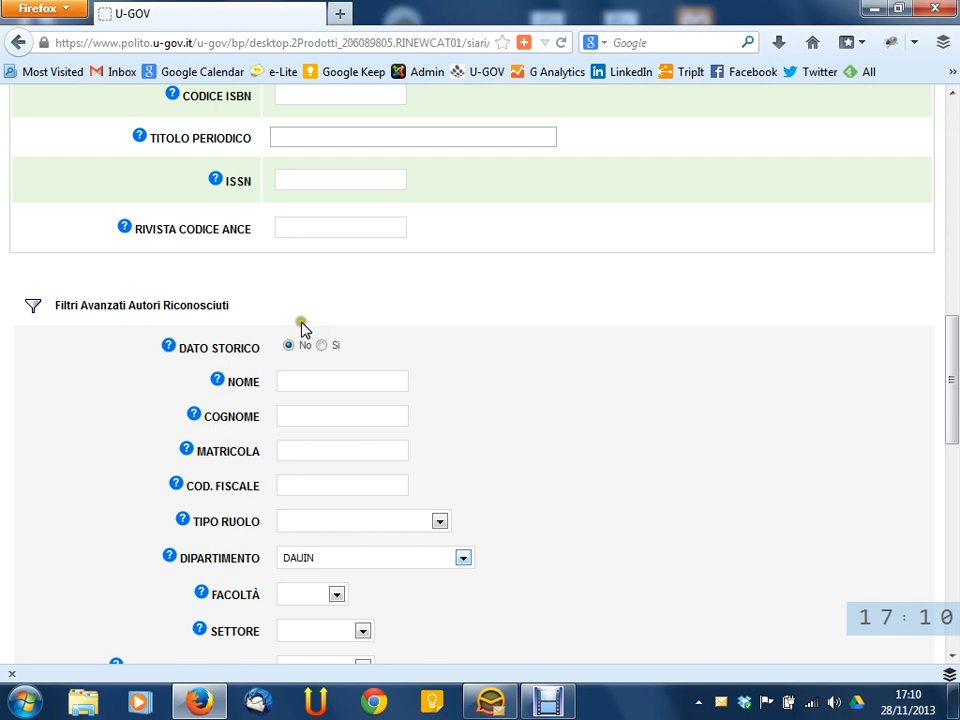 Firefox
U-GOV
https://www.polito.u-gov.it/u-gov/bp/desktop.2Prodotti_206089805.RINEWCAT01/siari/
Google
Most Visited
Inbox
Google Calendar
e-Lite
Google Keep
Admin
U-GOV
G Analytics
LinkedIn
TripIt
Facebook
Twitter
All
CODICE ISBN
TITOLO PERIODICO
ISSN
RIVISTA CODICE ANCE
Filtri Avanzati Autori Riconosciuti
DATO STORICO No Si
NOME
COGNOME
MATRICOLA
COD. FISCALE
TIPO RUOLO
DIPARTIMENTO DAUIN
FACOLTÀ
SETTORE
17:10
17:10
28/11/2013